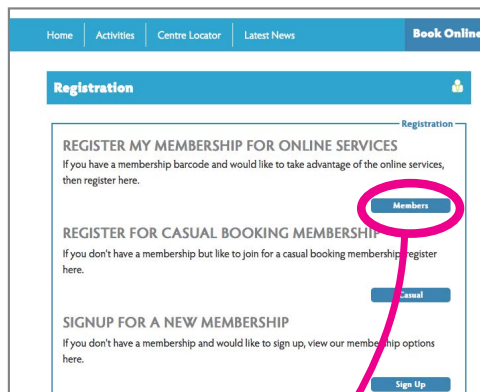 Home Activities Centre Locator Latest News Book Online
Registration
Registration
REGISTER MY MEMBERSHIP FOR ONLINE SERVICES
If you have a membership barcode and would like to take advantage of the online services,
then register here.
Members
REGISTER FOR CASUAL BOOKING MEMBERSHIP
If you don't have a membership but like to join for a casual booking membership register
here.
Casual
SIGNUP FOR A NEW MEMBERSHIP
If you don't have a membership and would like to sign up, view our membership options
here.
Sign Up